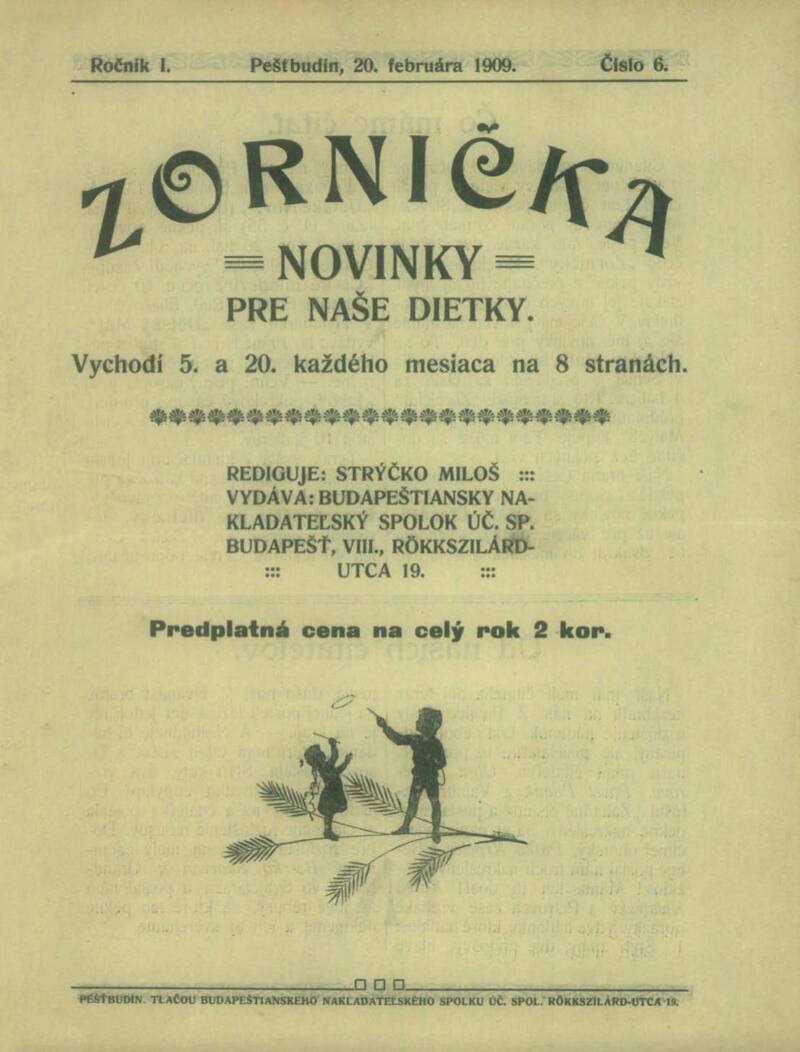 Ročník I. Peštbudín, 20. februára 1909. Číslo 6.
ZORNIČKA
NOVINKY
PRE NAŠE DIETKY.
Vychodí 5. a 20. každého mesiaca na 8 stranách.
REDIGUJE: STRÝČKO MILOŠ :::
VYDÁVA: BUDAPEŠTIANSKY NA-
KLADATEĽSKÝ SPOLOK ÚČ. SP.
BUDAPEŠŤ, VIII., RÖKKSZILÁRD-
::: UTCA 19. :::
Predplatná cena na celý rok 2 kor.
PEŠŤBUDÍN. TLAČOU BUDAPEŠTIANSKEHO NAKLADATEĽSKÉHO SPOLKU ÚČ. SPOL. RÖKKSZILÁRD-UTCA 19.